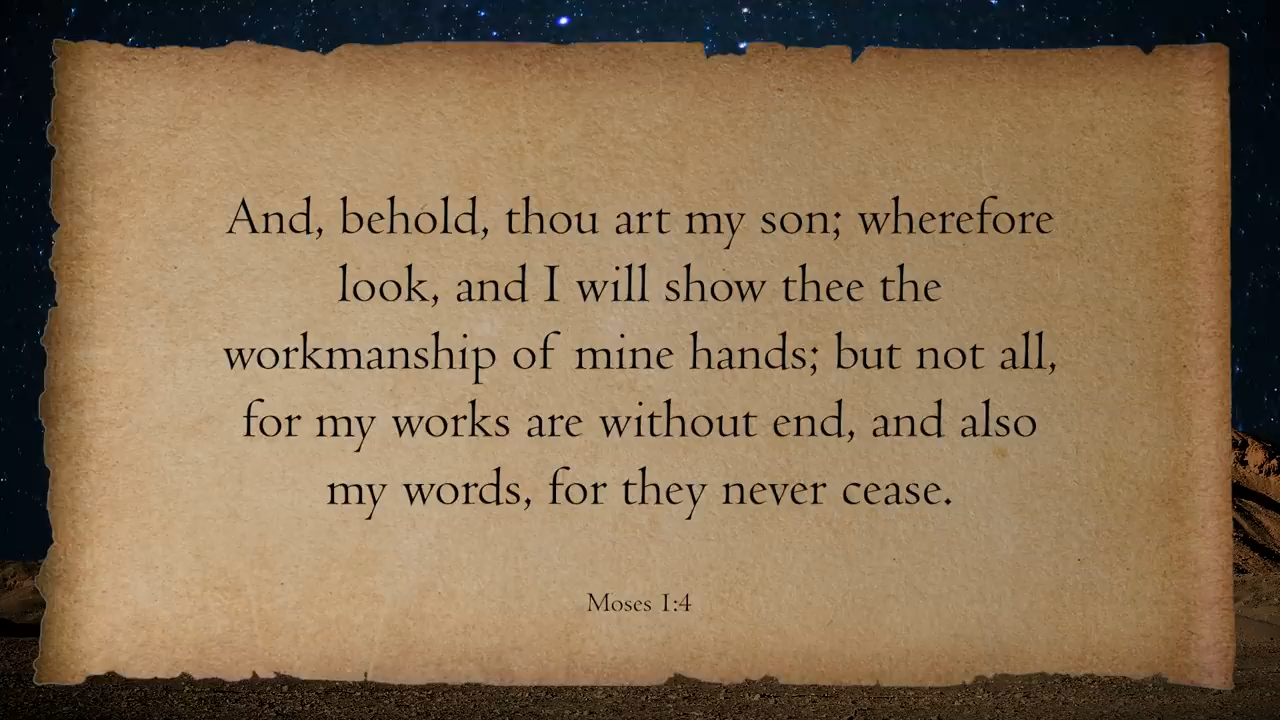 And, behold, thou art my son; wherefore
look, and I will show thee the
workmanship of mine hands; but not all,
for my works are without end, and also
my words, for they never cease.
Moses 1:4